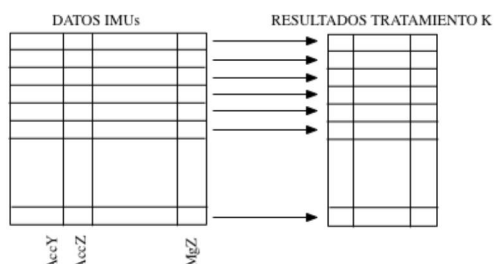 DATOS IMUs
RESULTADOS TRATAMIENTO K
AccY
AccZ
MgZ